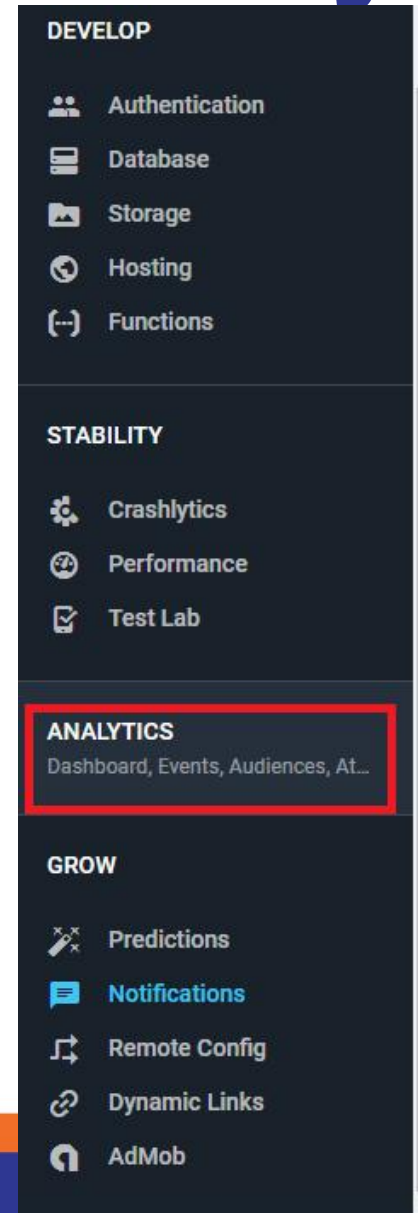 DEVELOP
Authentication
Database
Storage
Hosting
Functions
STABILITY
Crashlytics
Performance
Test Lab
ANALYTICS
Dashboard, Events, Audiences, At...
GROW
Predictions
Notifications
Remote Config
Dynamic Links
AdMob